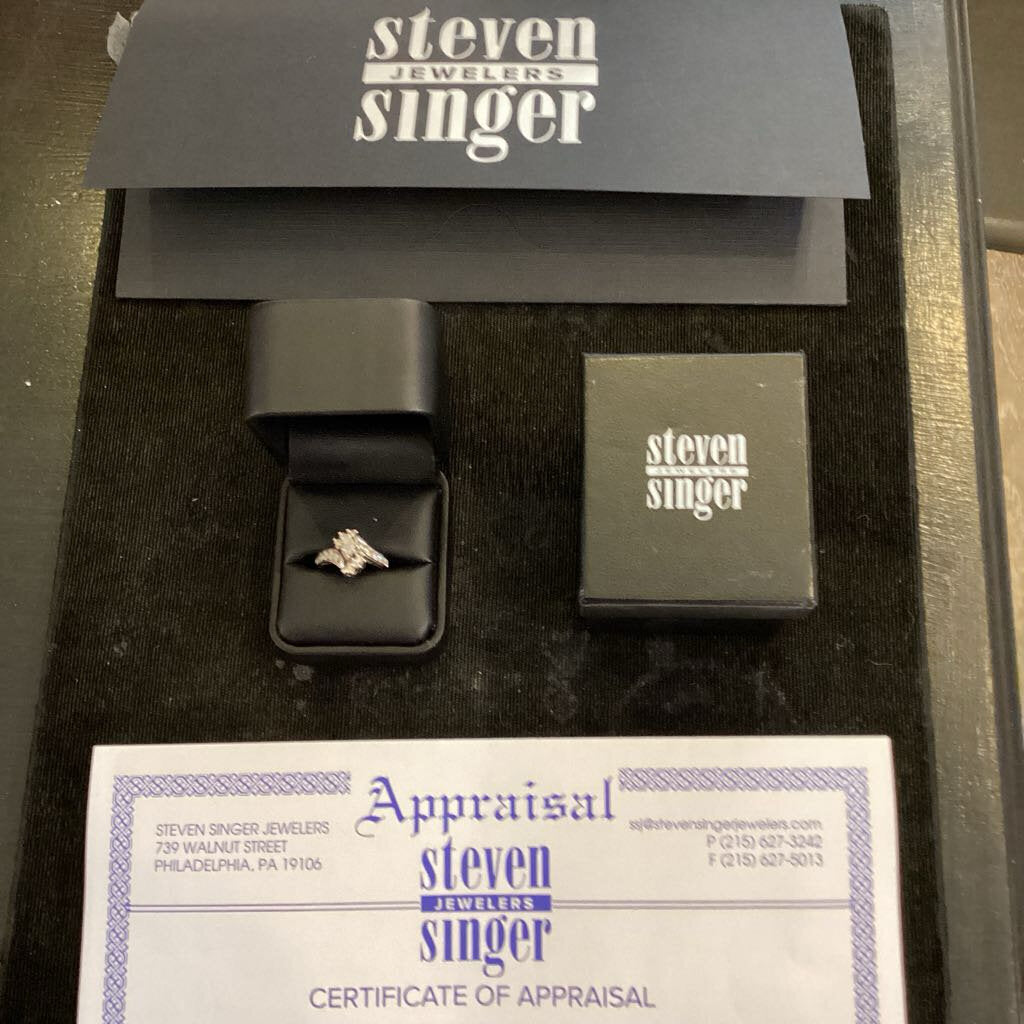 steven
JEWELERS
singer
steven
JEWELERS
singer
Appraisal
STEVEN SINGER JEWELERS
739 WALNUT STREET
PHILADELPHIA, PA 19106
ssj@stevensingerjewelers.com
P (215) 627-3242
F (215) 627-5013
steven
JEWELERS
singer
CERTIFICATE OF APPRAISAL